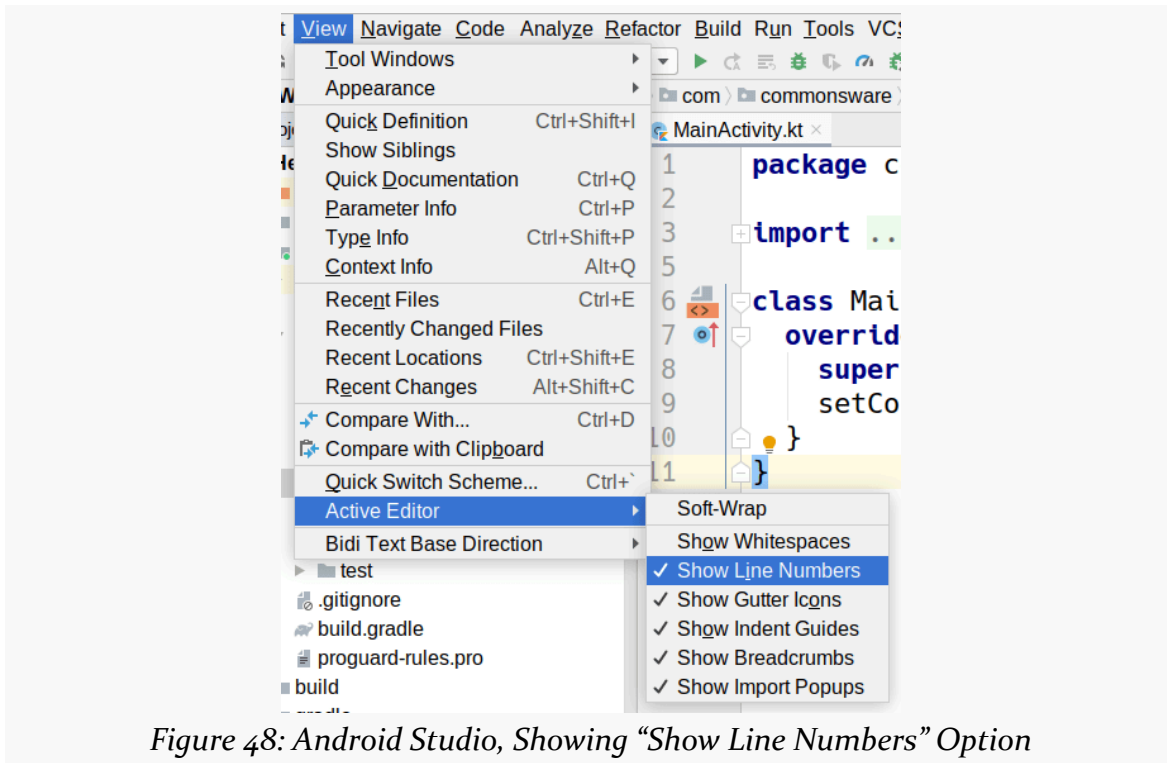 View Navigate Code Analyze Refactor Build Run Tools VCS
Tool Windows
Appearance
com commonsware
Quick Definition Ctrl+Shift+I
MainActivity.kt
Show Siblings
Quick Documentation Ctrl+Q
Parameter Info Ctrl+P
Type Info Ctrl+Shift+P
Context Info Alt+Q
Recent Files Ctrl+E
Recently Changed Files
Recent Locations Ctrl+Shift+E
Recent Changes Alt+Shift+C
Compare With... Ctrl+D
Compare with Clipboard
Quick Switch Scheme... Ctrl+`
Active Editor
Bidi Text Base Direction
1 package c
2
3 import ..
5
6 class Mai
7 overrid
8 super
9 setCo
10 }
11 }
Soft-Wrap
Show Whitespaces
Show Line Numbers
Show Gutter Icons
Show Indent Guides
Show Breadcrumbs
Show Import Popups
test
.gitignore
build.gradle
proguard-rules.pro
build
Figure 48: Android Studio, Showing “Show Line Numbers” Option